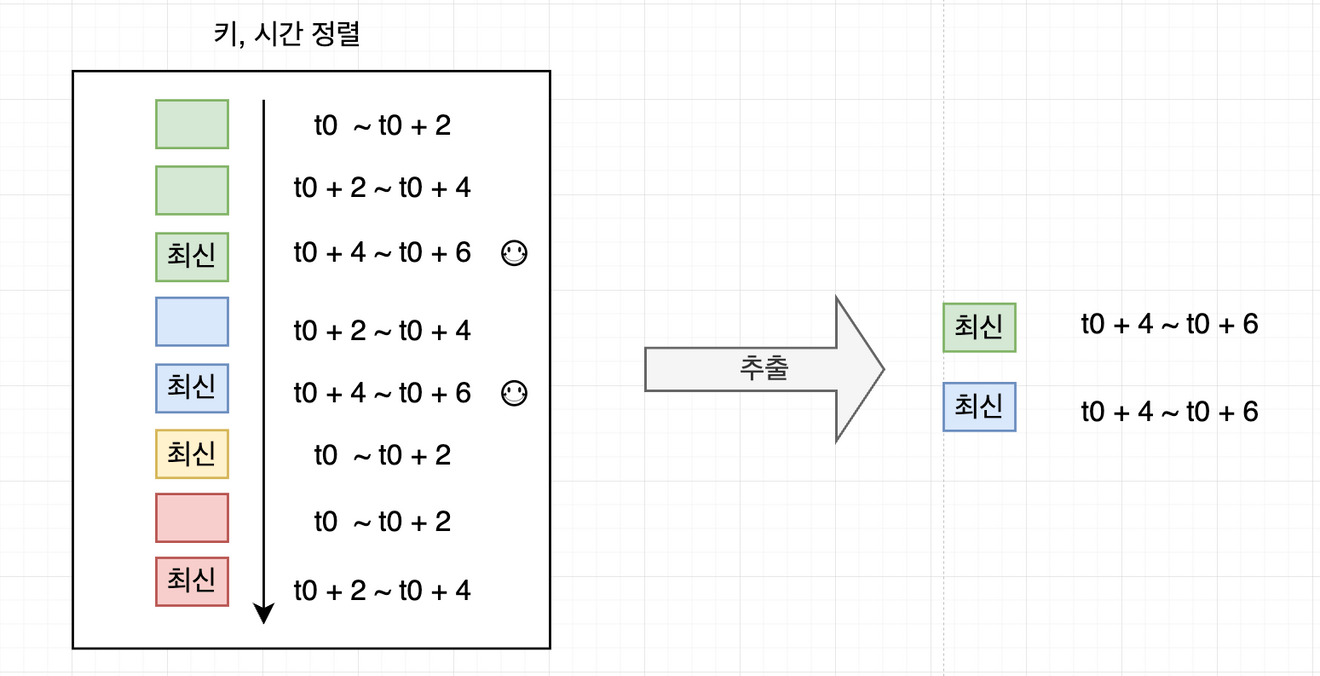 키, 시간 정렬
t0 ~ t0 + 2
t0 + 2 ~ t0 + 4
최신 t0 + 4 ~ t0 + 6
t0 + 2 ~ t0 + 4
최신 t0 + 4 ~ t0 + 6
최신 t0 ~ t0 + 2
t0 ~ t0 + 2
최신 t0 + 2 ~ t0 + 4
추출
최신 t0 + 4 ~ t0 + 6
최신 t0 + 4 ~ t0 + 6